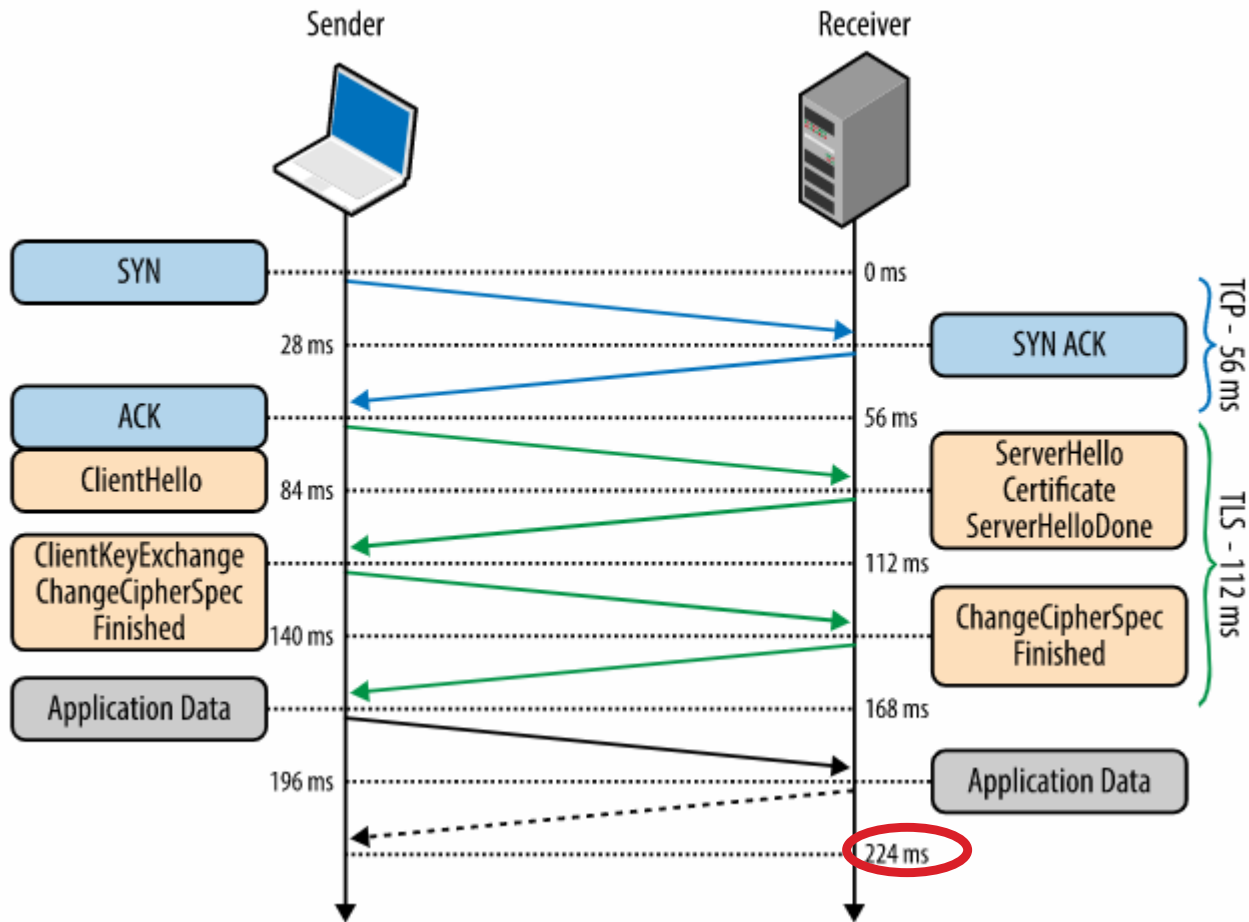 Sender
Receiver
SYN
0 ms
28 ms
SYN ACK
TCP - 56 ms
ACK
56 ms
ClientHello
84 ms
ServerHello
Certificate
ServerHelloDone
TLS - 112 ms
ClientKeyExchange
ChangeCipherSpec
Finished
112 ms
140 ms
ChangeCipherSpec
Finished
Application Data
168 ms
196 ms
Application Data
224 ms